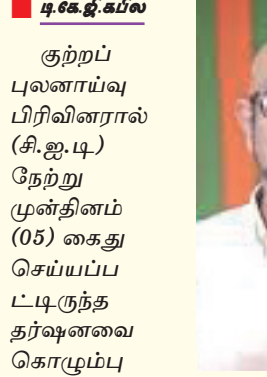 டி.கே.ஜி.கபில
குற்றப்
புலனாய்வு
பிரிவினரால்
(சி.ஐ.டி)
நேற்று
முன்தினம்
(05) கைது
செய்யப்ப
ட்டிருந்த
தர்ஷனவை
கொழும்பு